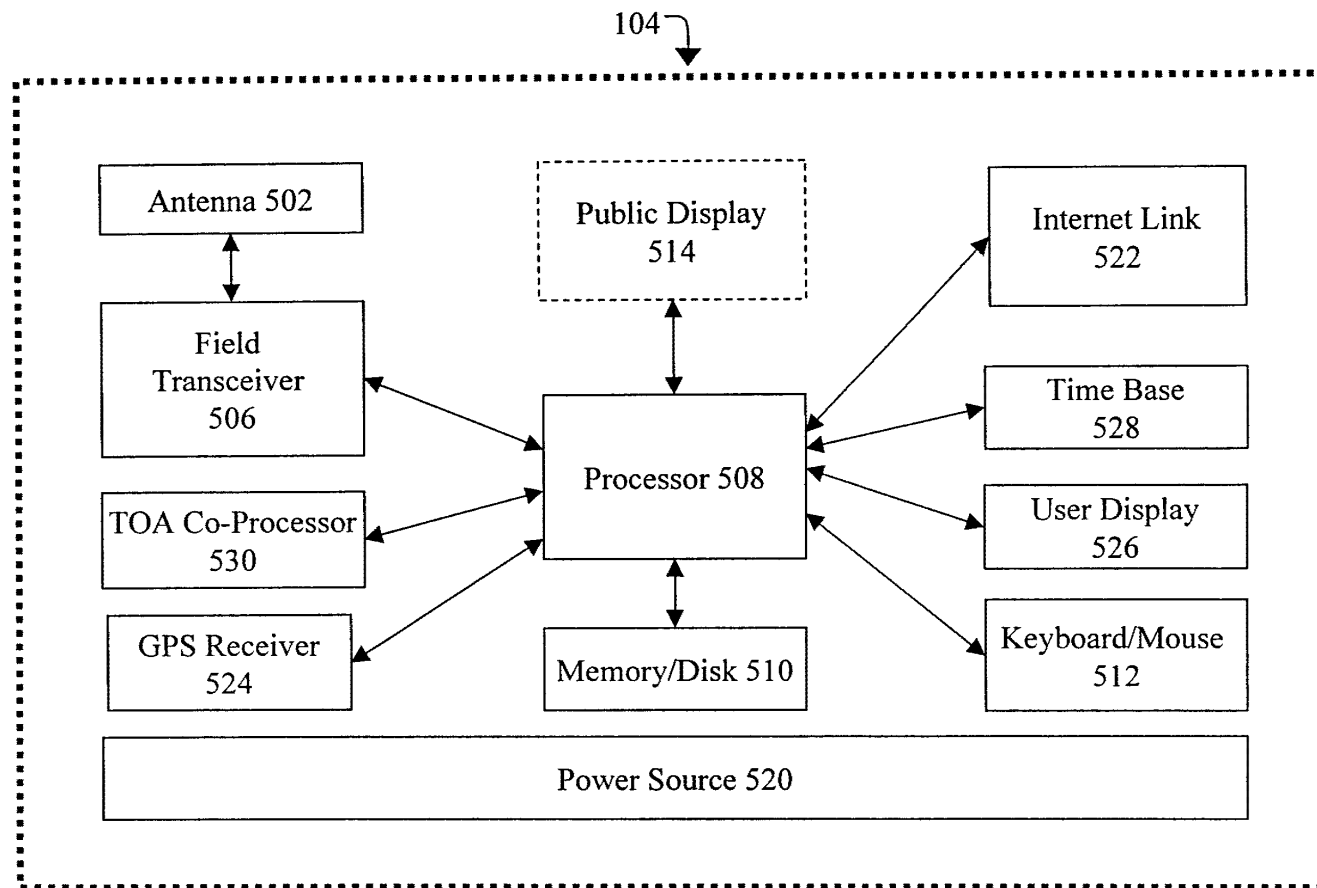 104
Antenna 502
Public Display
514
Internet Link
522
Field
Transceiver
506
Time Base
528
Processor 508
TOA Co-Processor
530
User Display
526
GPS Receiver
524
Memory/Disk 510
Keyboard/Mouse
512
Power Source 520